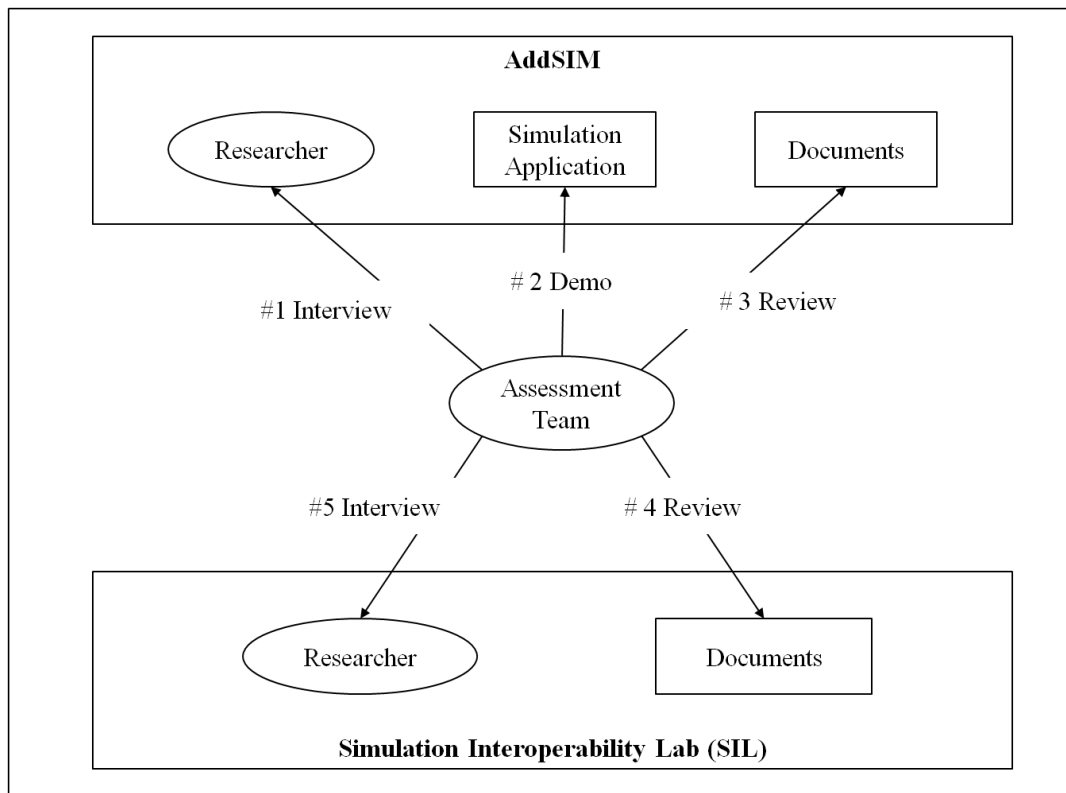 AddSIM
Researcher
Simulation
Application
Documents
#1 Interview
# 2 Demo
# 3 Review
Assessment
Team
#5 Interview
# 4 Review
Researcher
Documents
Simulation Interoperability Lab (SIL)